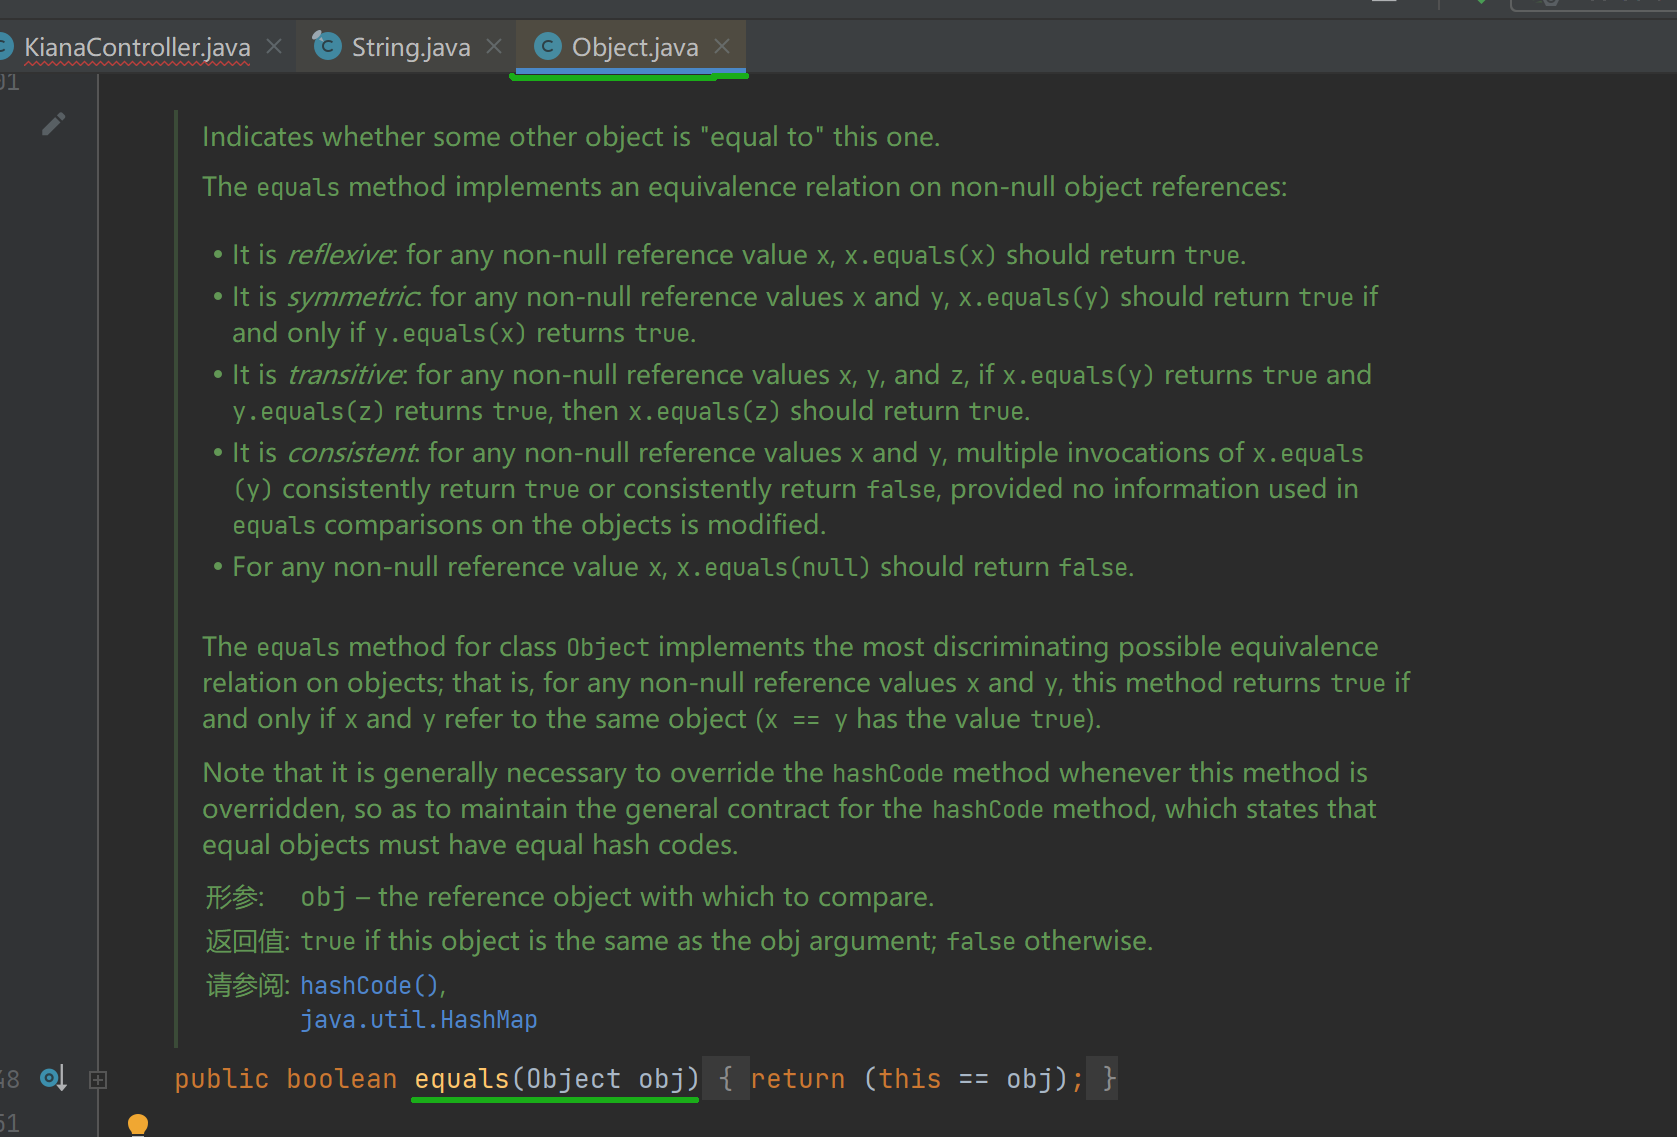 KianaController.java String.java Object.java
01
Indicates whether some other object is "equal to" this one.
The equals method implements an equivalence relation on non-null object references:
• It is reflexive: for any non-null reference value x, x.equals(x) should return true.
• It is symmetric: for any non-null reference values x and y, x.equals(y) should return true if
and only if y.equals(x) returns true.
• It is transitive: for any non-null reference values x, y, and z, if x.equals(y) returns true and
y.equals(z) returns true, then x.equals(z) should return true.
• It is consistent: for any non-null reference values x and y, multiple invocations of x.equals
(y) consistently return true or consistently return false, provided no information used in
equals comparisons on the objects is modified.
• For any non-null reference value x, x.equals(null) should return false.
The equals method for class Object implements the most discriminating possible equivalence
relation on objects; that is, for any non-null reference values x and y, this method returns true if
and only if x and y refer to the same object (x == y has the value true).
Note that it is generally necessary to override the hashCode method whenever this method is
overridden, so as to maintain the general contract for the hashCode method, which states that
equal objects must have equal hash codes.
形参: obj – the reference object with which to compare.
返回值: true if this object is the same as the obj argument; false otherwise.
请参阅: hashCode(),
java.util.HashMap
48 public boolean equals(Object obj) { return (this == obj); }
51